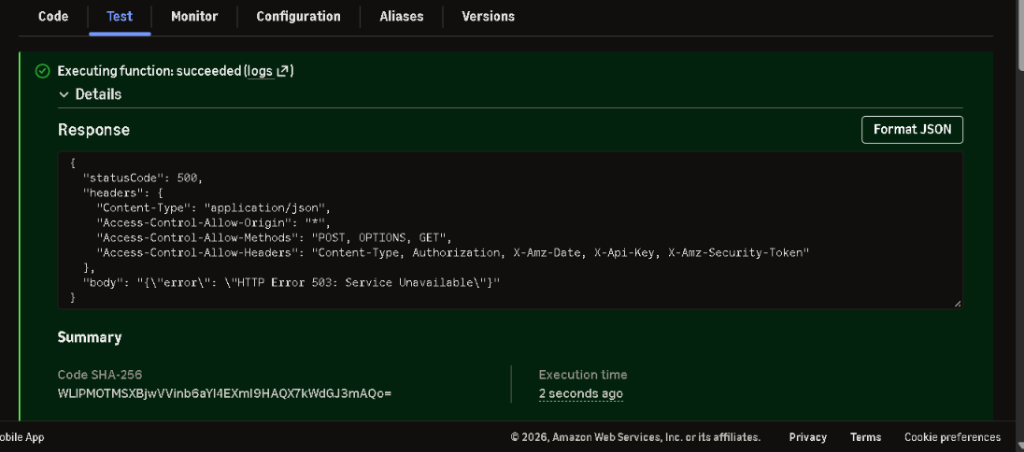 Code Test Monitor Configuration Aliases Versions
Executing function: succeeded (logs)
Details
Response
Format JSON
{
  "statusCode": 500,
  "headers": {
    "Content-Type": "application/json",
    "Access-Control-Allow-Origin": "*",
    "Access-Control-Allow-Methods": "POST, OPTIONS, GET",
    "Access-Control-Allow-Headers": "Content-Type, Authorization, X-Amz-Date, X-Api-Key, X-Amz-Security-Token"
  },
  "body": "{\"error\": \"HTTP Error 503: Service Unavailable\"}"
}
Summary
Code SHA-256
WLIPMOTMSXBjwVVinb6aYl4EXml9HAQX7kWdGJ3mAQo=
Execution time
2 seconds ago
obile App © 2026, Amazon Web Services, Inc. or its affiliates. Privacy Terms Cookie preferences